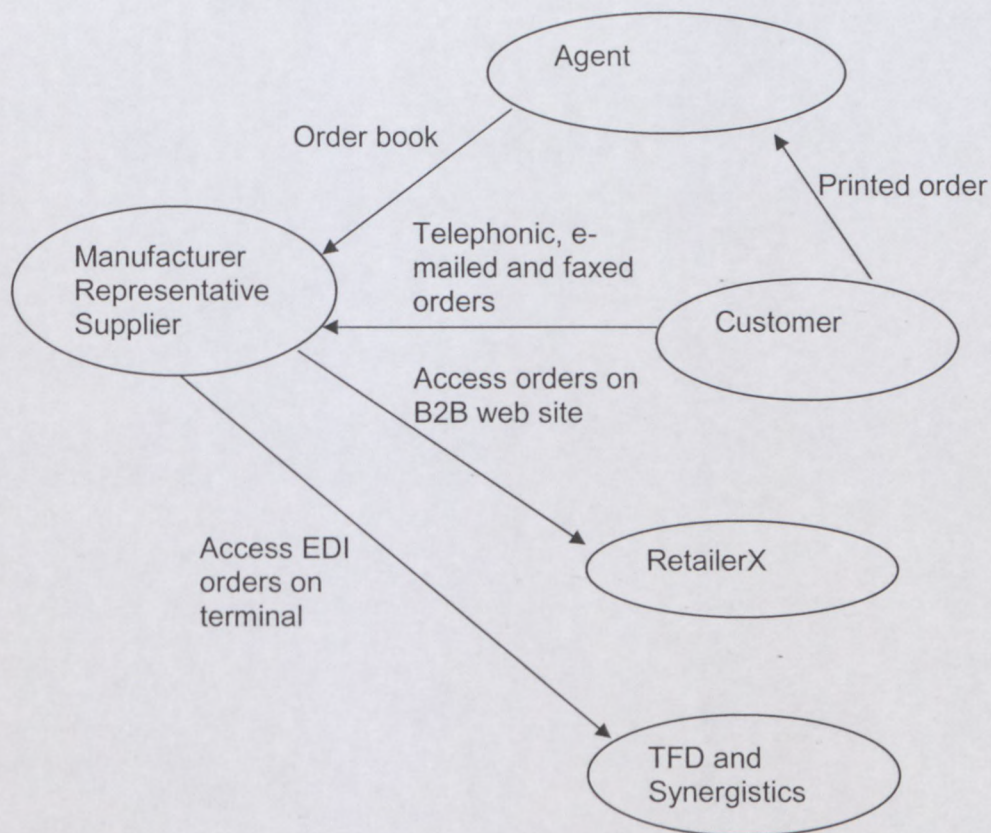 Agent
Order book
Printed order
Manufacturer
Representative
Supplier
Telephonic, e-
mailed and faxed
orders
Customer
Access orders on
B2B web site
Access EDI
orders on
terminal
RetailerX
TFD and
Synergistics